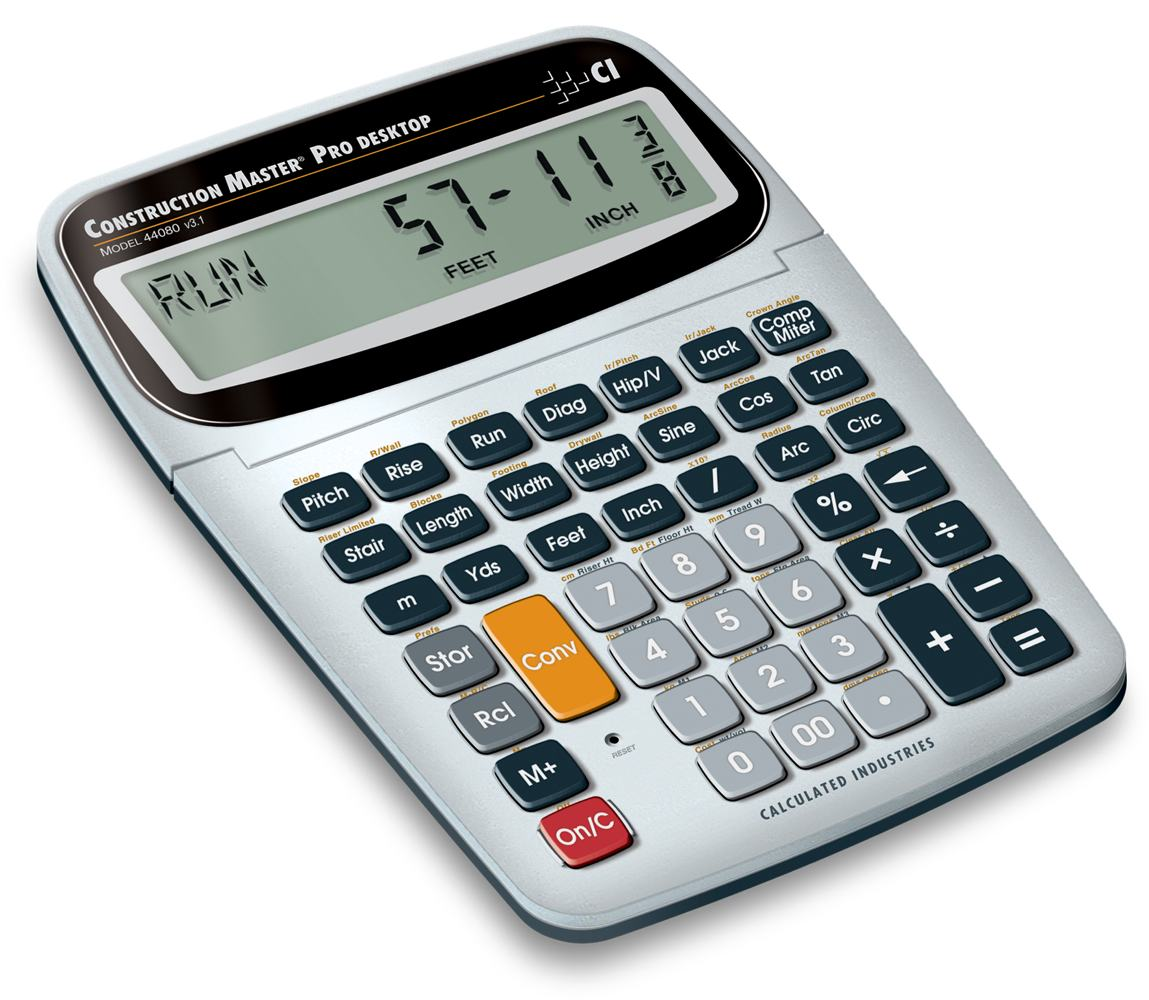 CI
CONSTRUCTION MASTER® PRO DESKTOP
MODEL 44080 v3.1
RUN 57-11 3/8
FEET INCH
Slope R/Wall Polygon Roof Ir/Pitch Ir/Jack Crown Angle
Pitch Rise Run Diag Hip/V Jack Comp Miter
Riser Limited Blocks Footing Drywall ArcSine ArcCos ArcTan
Stair Length Width Height Sine Cos Tan
Radius Column/Cone
m Yds Feet Inch / Arc Circ
cm Riser Ht Bd Ft Floor Ht mm Tread W x²
Prefs
Stor Conv 7 8 9 % ←
lbs Blk Area
Rcl 4 5 6 × ÷
M+ 1 2 3 + −
RESET
On/C 0 00 . =
CALCULATED INDUSTRIES